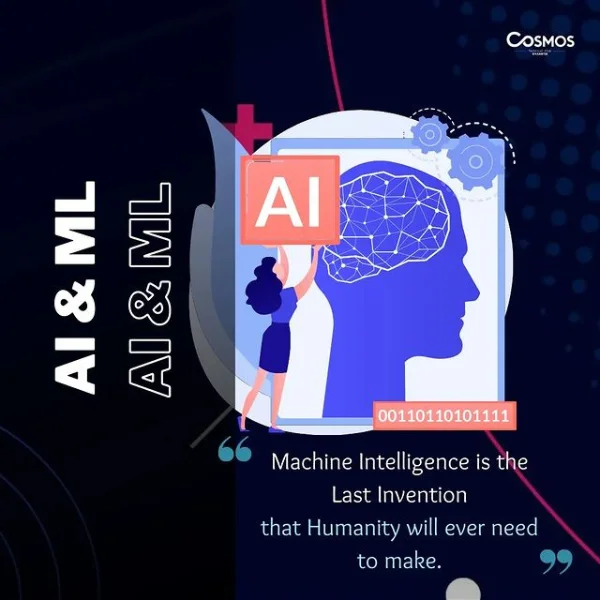 COSMOS
AI & ML
AI & ML
AI
00110110101111
“
Machine Intelligence is the
Last Invention
that Humanity will ever need
to make.
”